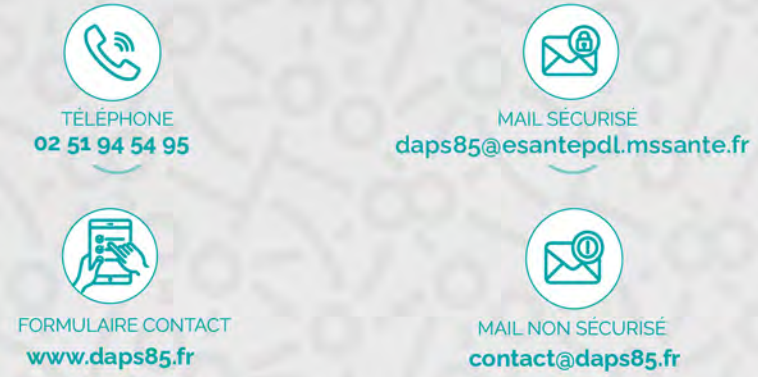 TÉLÉPHONE
02 51 94 54 95
MAIL SÉCURISÉ
daps85@esantepdl.mssante.fr
FORMULAIRE CONTACT
www.daps85.fr
MAIL NON SÉCURISÉ
contact@daps85.fr